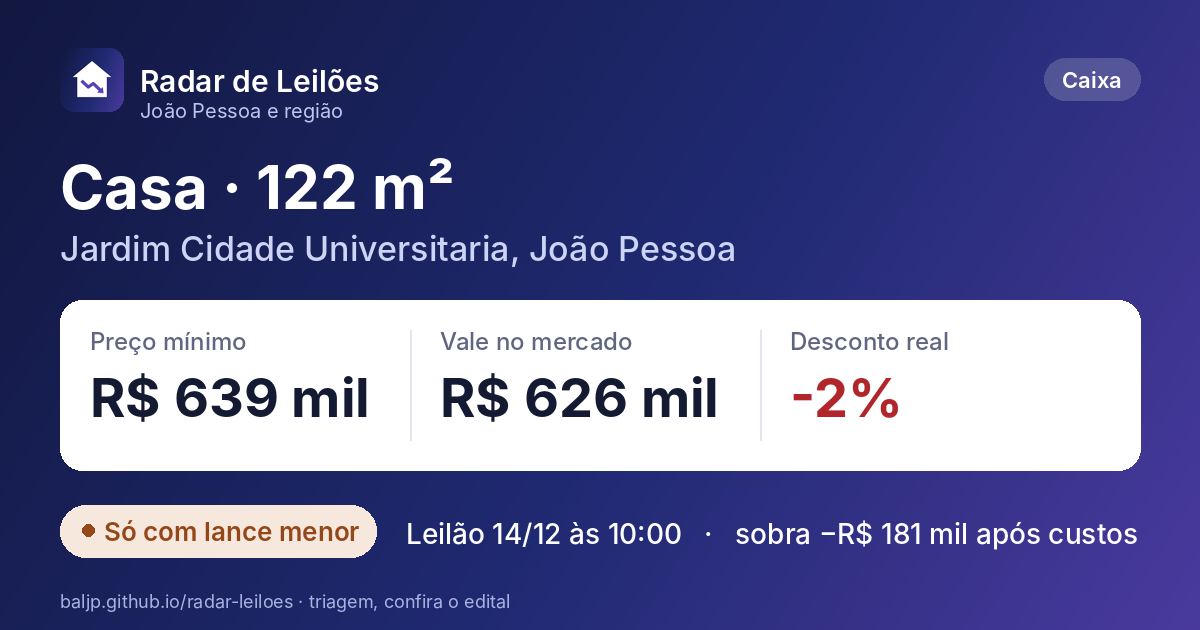 Radar de Leilões
João Pessoa e região
Caixa
Casa · 122 m²
Jardim Cidade Universitaria, João Pessoa
Preço mínimo
R$ 639 mil
Vale no mercado
R$ 626 mil
Desconto real
-2%
Só com lance menor
Leilão 14/12 às 10:00 · sobra −R$ 181 mil após custos
baljp.github.io/radar-leiloes · triagem, confira o edital